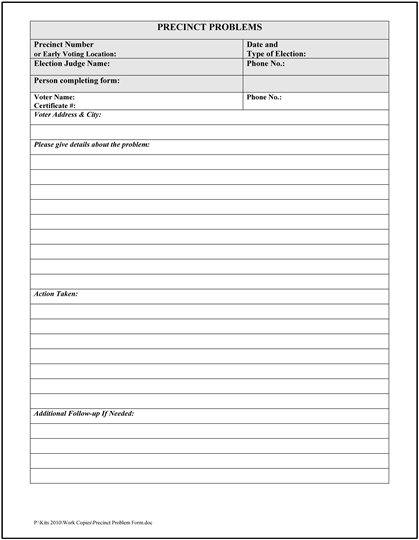 PRECINCT PROBLEMS
Precinct Number
or Early Voting Location:
Date and
Type of Election:
Election Judge Name:
Phone No.:
Person completing form:
Voter Name:
Certificate #:
Phone No.:
Voter Address & City:
Please give details about the problem:
Action Taken:
Additional Follow-up If Needed:
P:\Kits 2010\Work Copies\Precinct Problem Form.doc